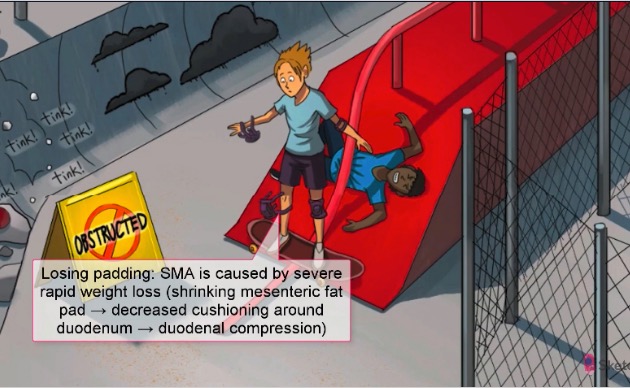 tink!
tink!
tink!
tink!
tink!
OBSTRUCTED
Losing padding: SMA is caused by severe
rapid weight loss (shrinking mesenteric fat
pad → decreased cushioning around
duodenum → duodenal compression)